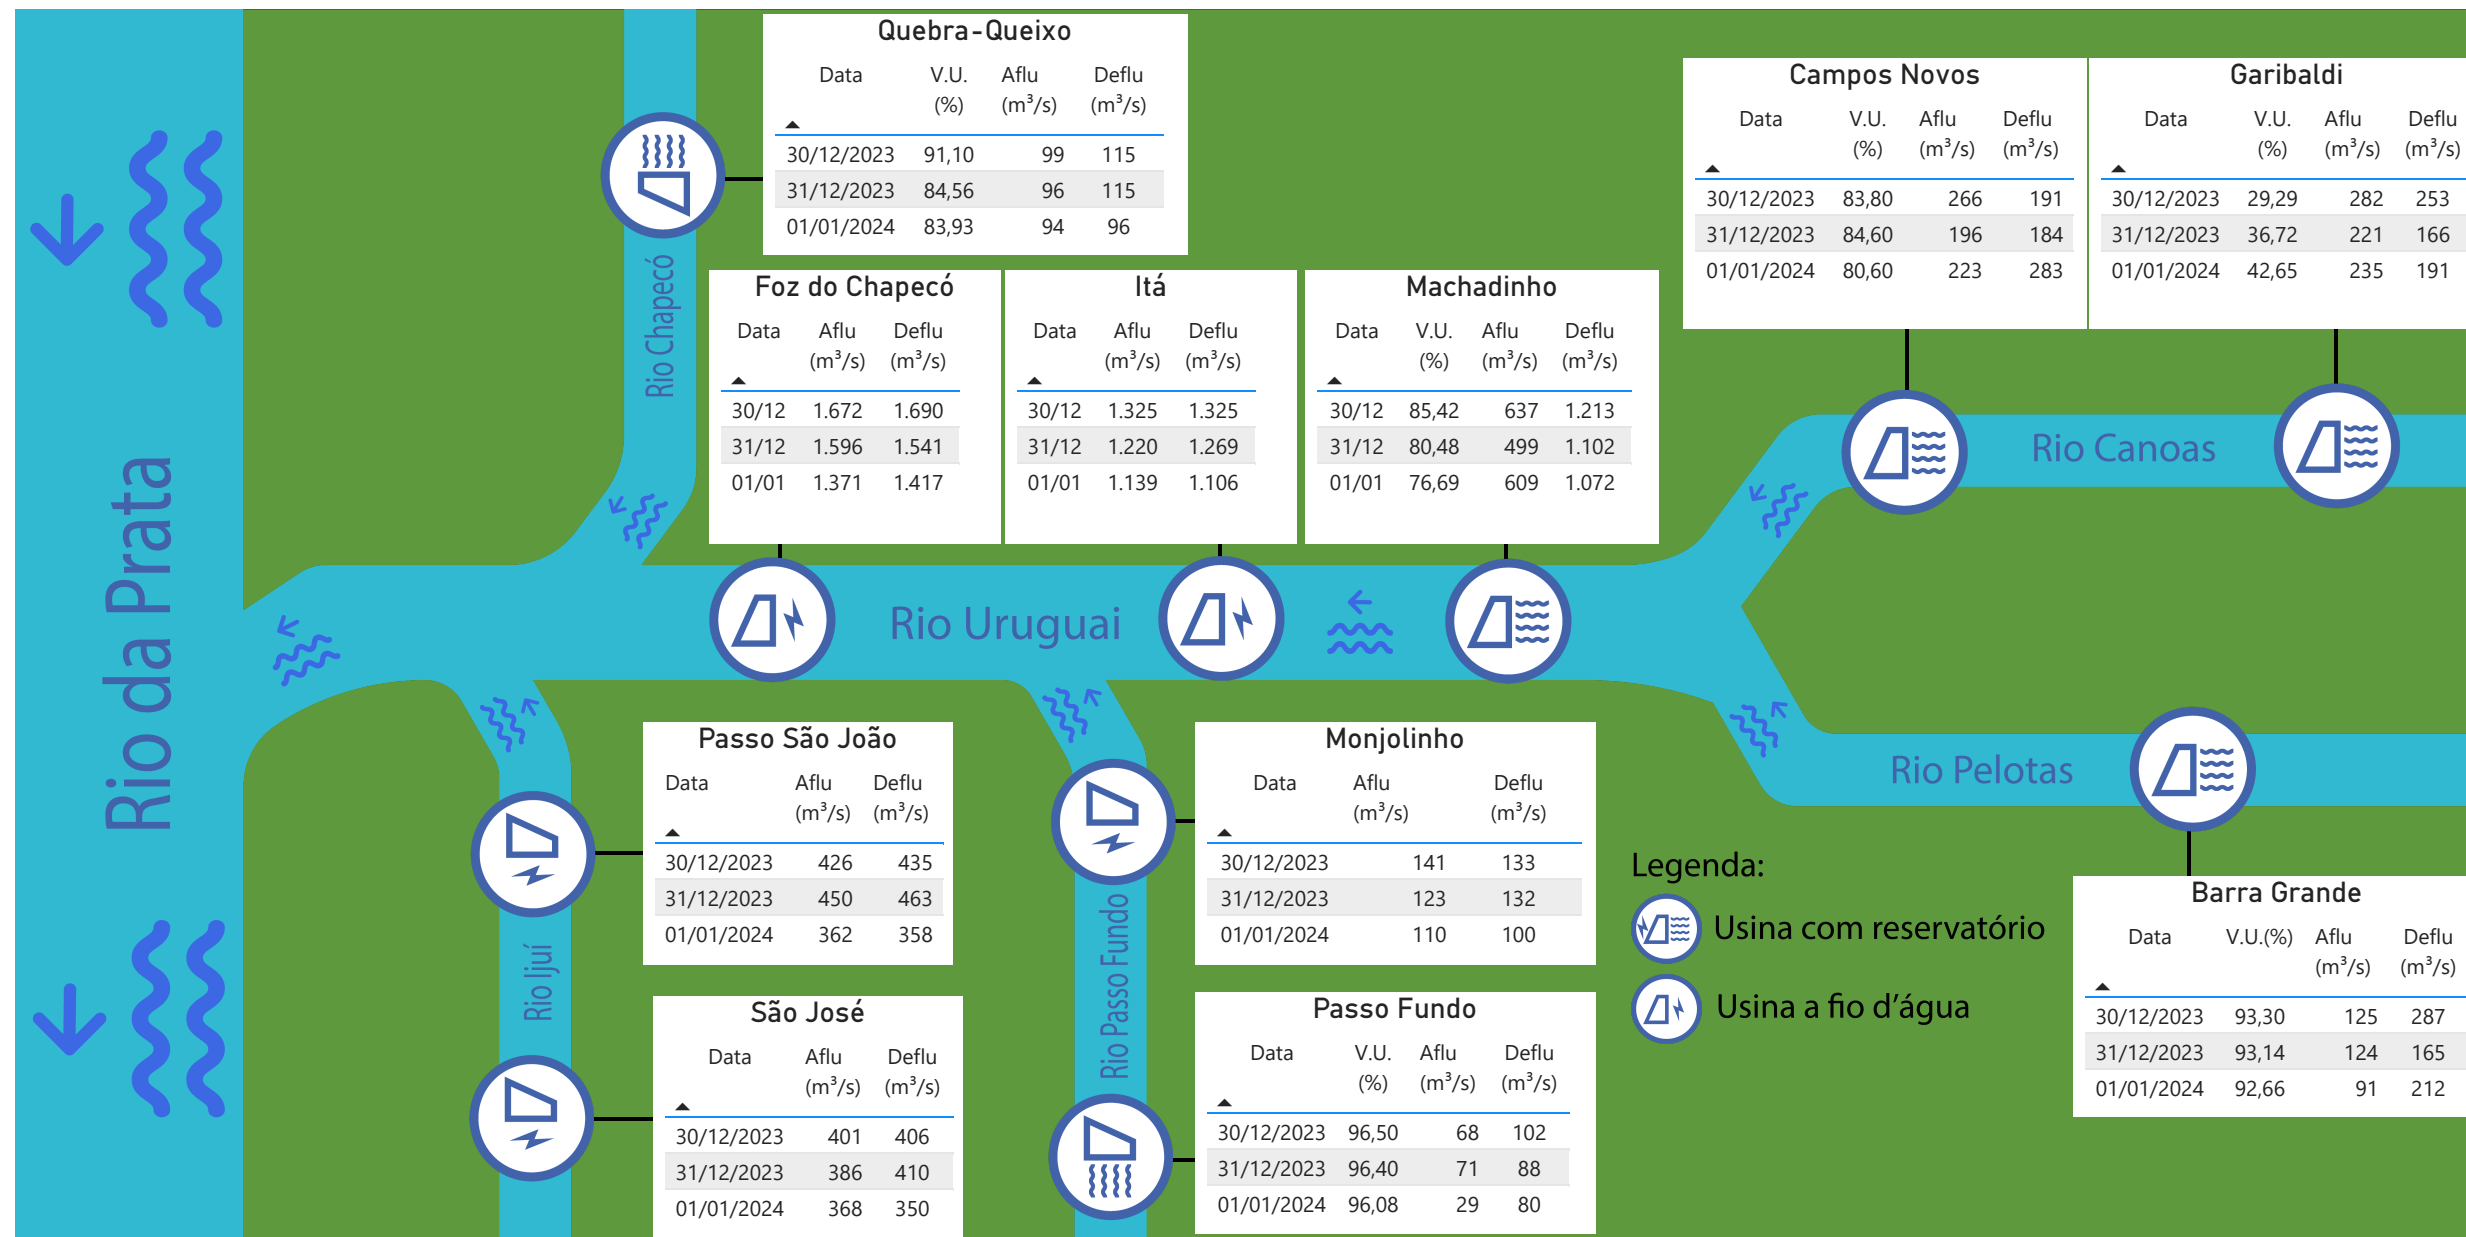 Quebra-Queixo
Data V.U. Aflu Deflu
(%) (m³/s) (m³/s)
30/12/2023 91,10 99 115
31/12/2023 84,56 96 115
01/01/2024 83,93 94 96
Campos Novos
Data V.U. Aflu Deflu
(%) (m³/s) (m³/s)
30/12/2023 83,80 266 191
31/12/2023 84,60 196 184
01/01/2024 80,60 223 283
Garibaldi
Data V.U. Aflu Deflu
(%) (m³/s) (m³/s)
30/12/2023 29,29 282 253
31/12/2023 36,72 221 166
01/01/2024 42,65 235 191
Rio Chapecó
Foz do Chapecó
Data Aflu Deflu
(m³/s) (m³/s)
30/12 1.672 1.690
31/12 1.596 1.541
01/01 1.371 1.417
Itá
Data Aflu Deflu
(m³/s) (m³/s)
30/12 1.325 1.325
31/12 1.220 1.269
01/01 1.139 1.106
Machadinho
Data V.U. Aflu Deflu
(%) (m³/s) (m³/s)
30/12 85,42 637 1.213
31/12 80,48 499 1.102
01/01 76,69 609 1.072
Rio Canoas
Rio da Prata
Rio Uruguai
Rio Pelotas
Passo São João
Data Aflu Deflu
(m³/s) (m³/s)
30/12/2023 426 435
31/12/2023 450 463
01/01/2024 362 358
Monjolinho
Data Aflu Deflu
(m³/s) (m³/s)
30/12/2023 141 133
31/12/2023 123 132
01/01/2024 110 100
Legenda:
Usina com reservatório
Usina a fio d'água
Barra Grande
Data V.U.(%) Aflu Deflu
(m³/s) (m³/s)
30/12/2023 93,30 125 287
31/12/2023 93,14 124 165
01/01/2024 92,66 91 212
Rio Ijuí
São José
Data Aflu Deflu
(m³/s) (m³/s)
30/12/2023 401 406
31/12/2023 386 410
01/01/2024 368 350
Rio Passo Fundo
Passo Fundo
Data V.U. Aflu Deflu
(%) (m³/s) (m³/s)
30/12/2023 96,50 68 102
31/12/2023 96,40 71 88
01/01/2024 96,08 29 80